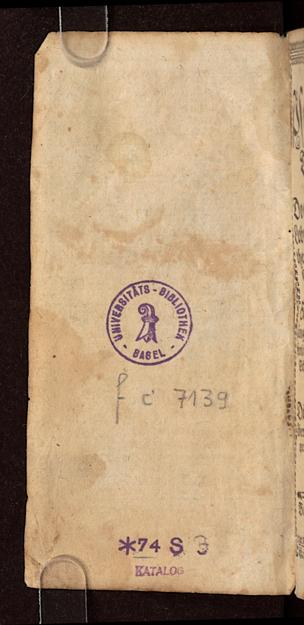 UNIVERSITÄTS-BIBLIOTHEK
- BASEL -
f c 7139
*74 S 3
KATALOG